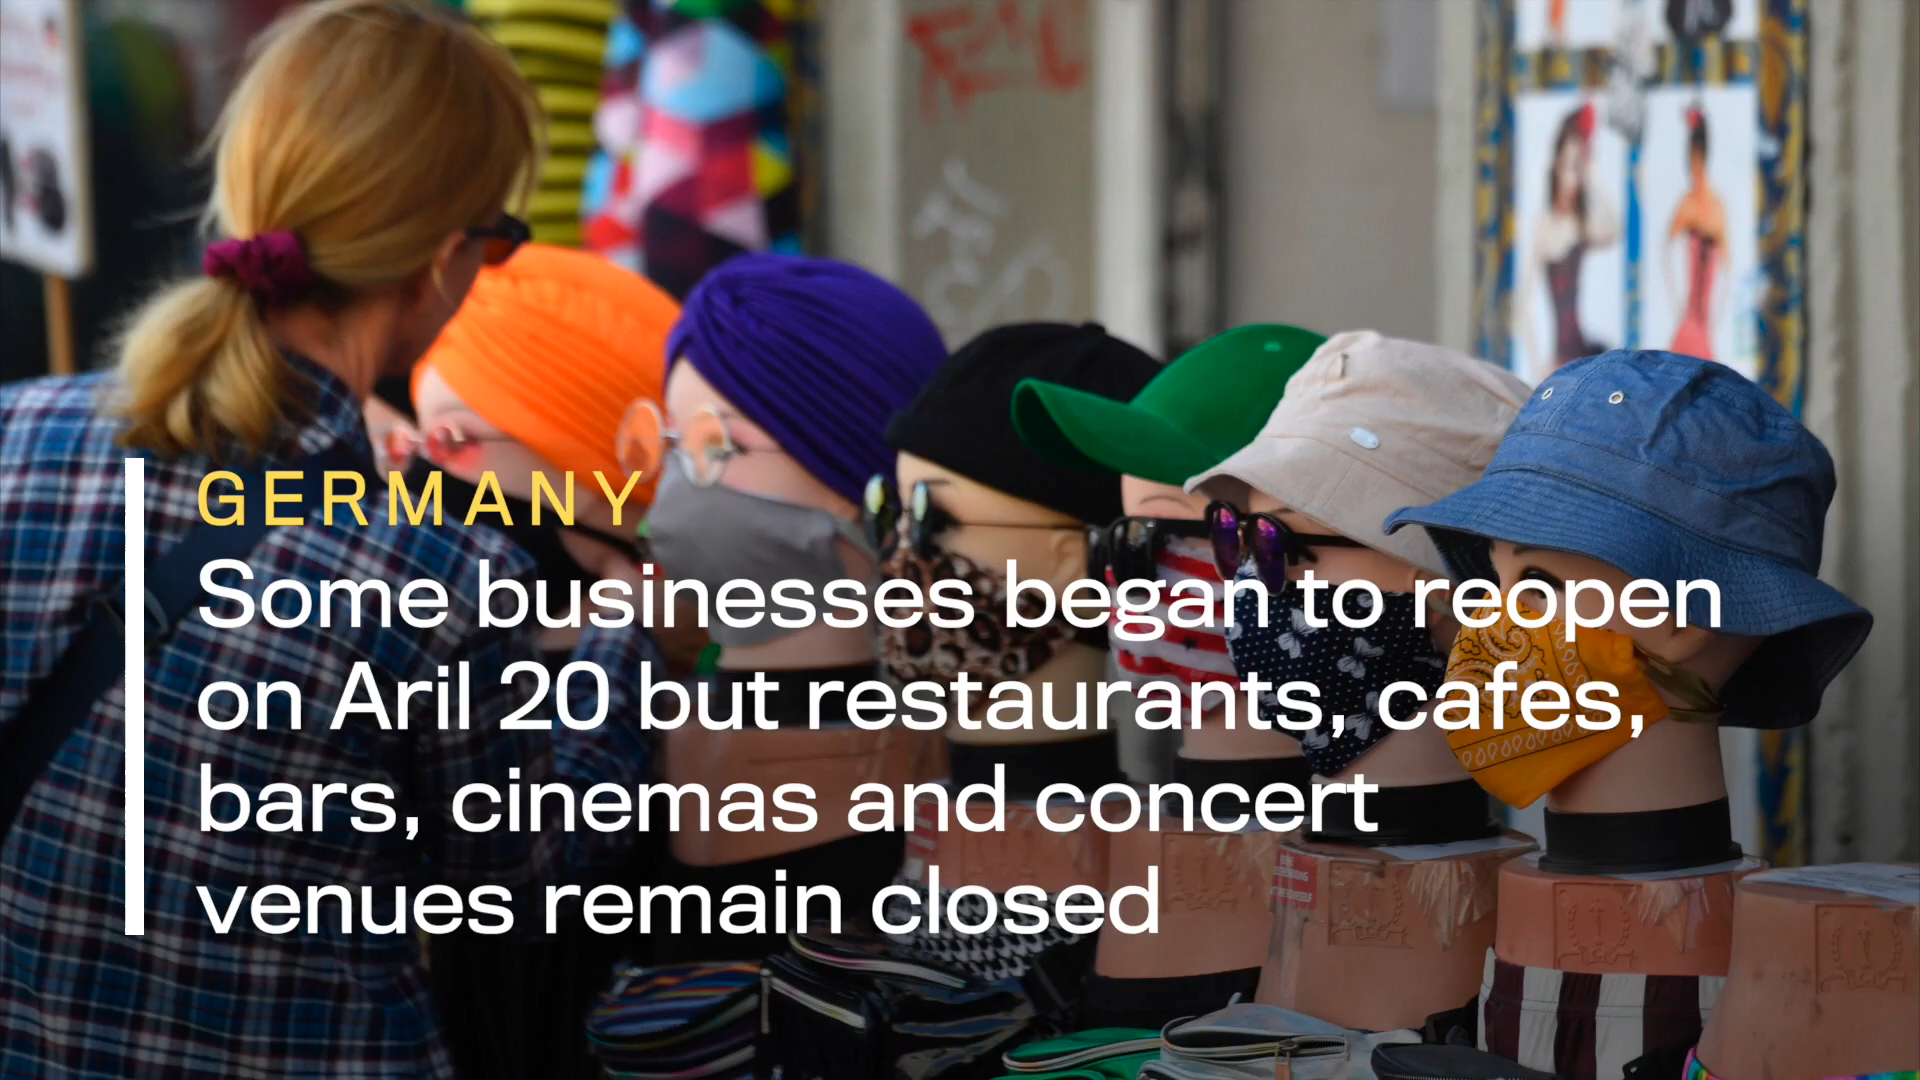 GERMANY
Some businesses began to reopen
on Aril 20 but restaurants, cafes,
bars, cinemas and concert
venues remain closed